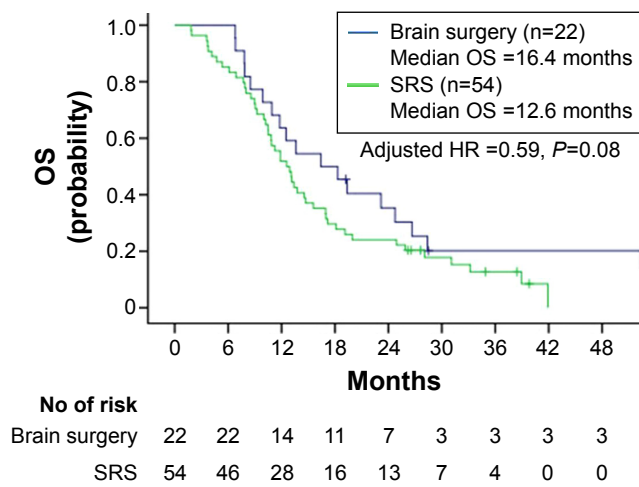 1.0
0.8
0.6
0.4
0.2
0
OS
(probability)
Brain surgery (n=22)
Median OS =16.4 months
SRS (n=54)
Median OS =12.6 months
Adjusted HR =0.59, P=0.08
0 6 12 18 24 30 36 42 48
Months
No of risk
Brain surgery 22 22 14 11 7 3 3 3 3
SRS 54 46 28 16 13 7 4 0 0